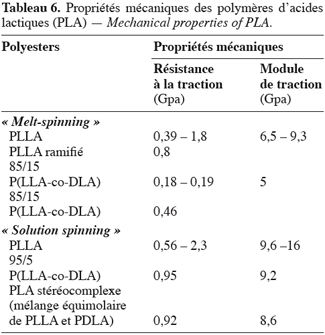 Tableau 6. Propriétés mécaniques des polymères d'acides
lactiques (PLA) — Mechanical properties of PLA.
Polyesters Propriétés mécaniques
Résistance Module
à la traction de traction
(Gpa) (Gpa)
« Melt-spinning »
PLLA 0,39 – 1,8 6,5 – 9,3
PLLA ramifié 0,8
85/15
P(LLA-co-DLA) 0,18 – 0,19 5
85/15
P(LLA-co-DLA) 0,46
« Solution spinning »
PLLA 0,56 – 2,3 9,6 –16
95/5
P(LLA-co-DLA) 0,95 9,2
PLA stéréocomplexe
(mélange équimolaire
de PLLA et PDLA) 0,92 8,6